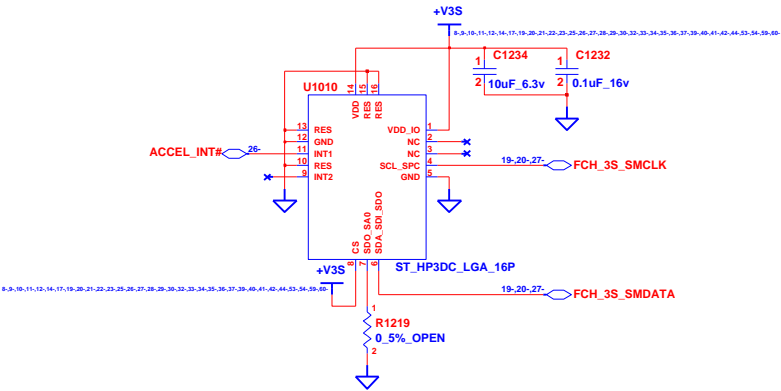 +V3S
8-,9-,10-,11-,12-,14-,17-,19-,20-,21-,22-,23-,25-,26-,27-,28-,29-,30-,32-,33-,34-,35-,36-,37-,39-,40-,41-,42-,44-,53-,54-,59-,60-
C1234
C1232
1
2
10uF_6.3v
1
2
0.1uF_16v
U1010
14
15
16
VDD
RES
RES
13
RES
12
GND
11
INT1
10
RES
9
INT2
VDD_IO
1
NC
2
NC
3
SCL_SPC
4
GND
5
ACCEL_INT#
26-
19-,20-,27-
FCH_3S_SMCLK
CS
SDO_SA0
SDA_SDI_SDO
8
7
6
ST_HP3DC_LGA_16P
+V3S
8-,9-,10-,11-,12-,14-,17-,19-,20-,21-,22-,23-,25-,26-,27-,28-,29-,30-,32-,33-,34-,35-,36-,37-,39-,40-,41-,42-,44-,53-,54-,59-,60-
19-,20-,27-
FCH_3S_SMDATA
1
R1219
0_5%_OPEN
2